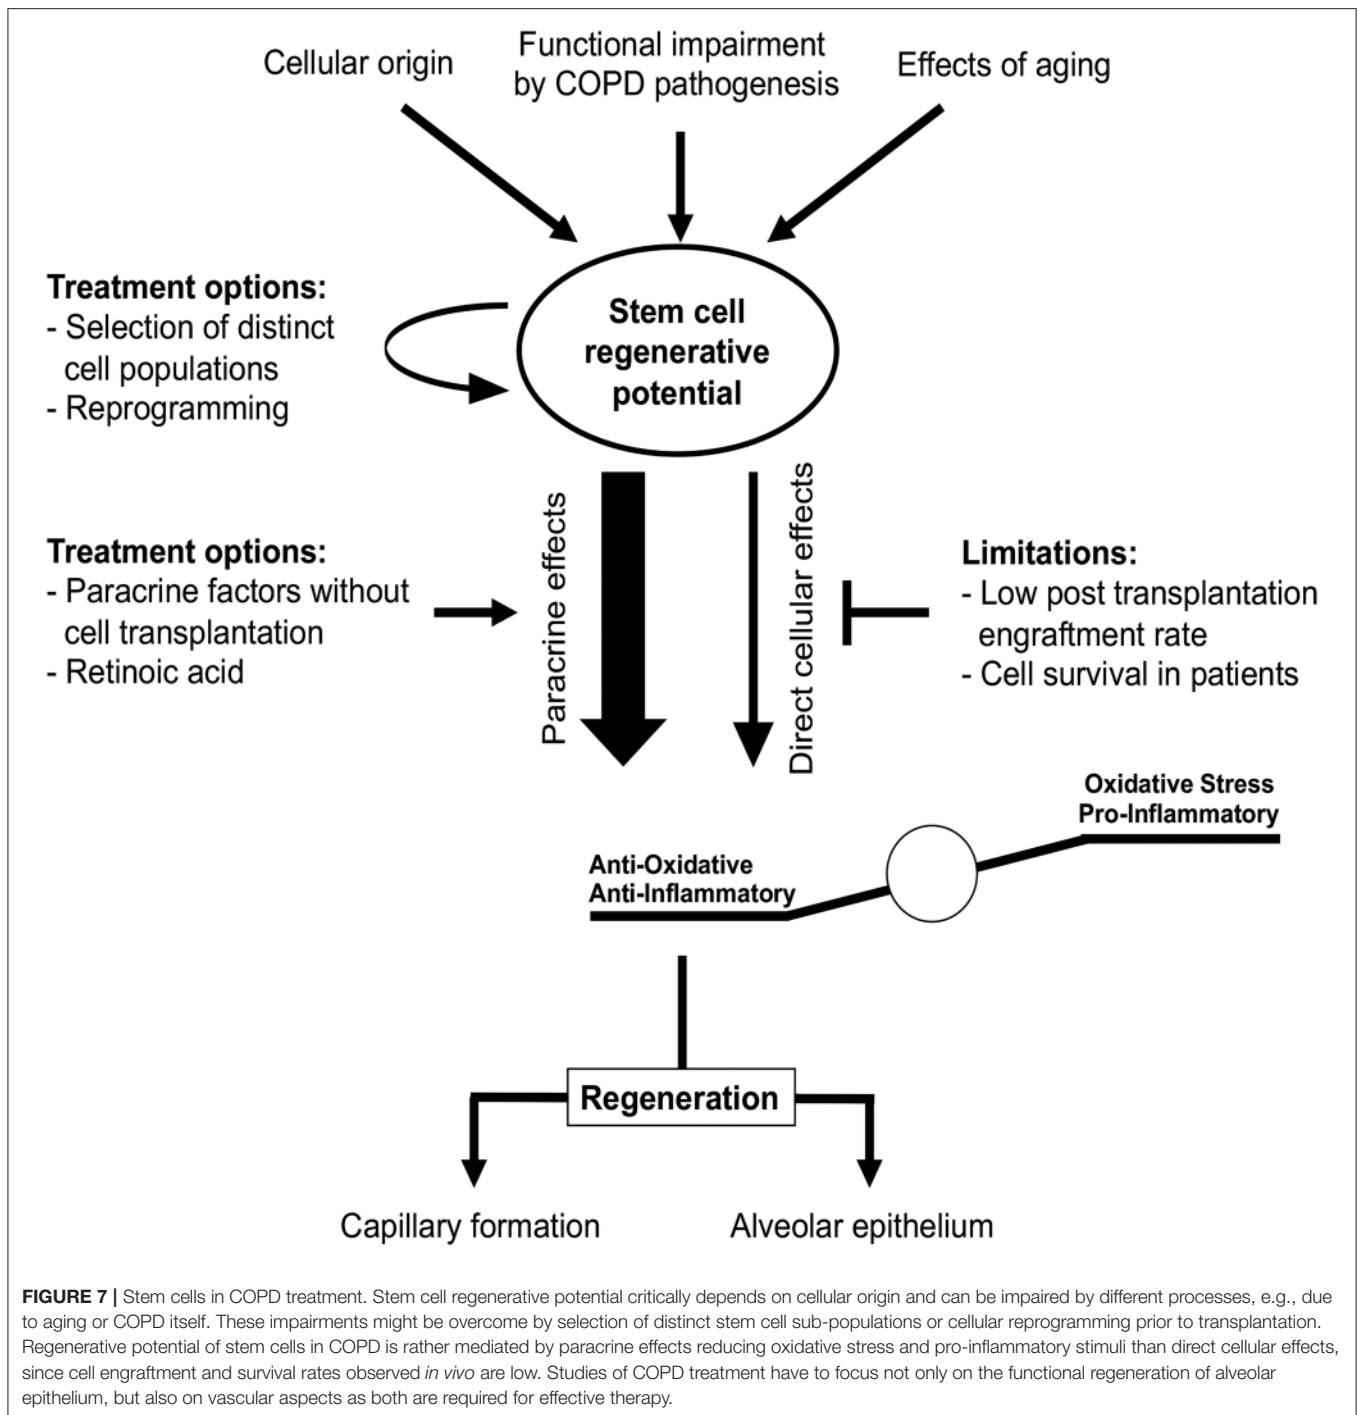 Cellular origin
Functional impairment
by COPD pathogenesis
Effects of aging
Treatment options:
- Selection of distinct
cell populations
- Reprogramming
Stem cell
regenerative
potential
Treatment options:
- Paracrine factors without
cell transplantation
- Retinoic acid
Paracrine effects
Direct cellular effects
Limitations:
- Low post transplantation
engraftment rate
- Cell survival in patients
Oxidative Stress
Pro-Inflammatory
Anti-Oxidative
Anti-Inflammatory
Regeneration
Capillary formation
Alveolar epithelium
FIGURE 7 | Stem cells in COPD treatment. Stem cell regenerative potential critically depends on cellular origin and can be impaired by different processes, e.g., due
to aging or COPD itself. These impairments might be overcome by selection of distinct stem cell sub-populations or cellular reprogramming prior to transplantation.
Regenerative potential of stem cells in COPD is rather mediated by paracrine effects reducing oxidative stress and pro-inflammatory stimuli than direct cellular effects,
since cell engraftment and survival rates observed in vivo are low. Studies of COPD treatment have to focus not only on the functional regeneration of alveolar
epithelium, but also on vascular aspects as both are required for effective therapy.